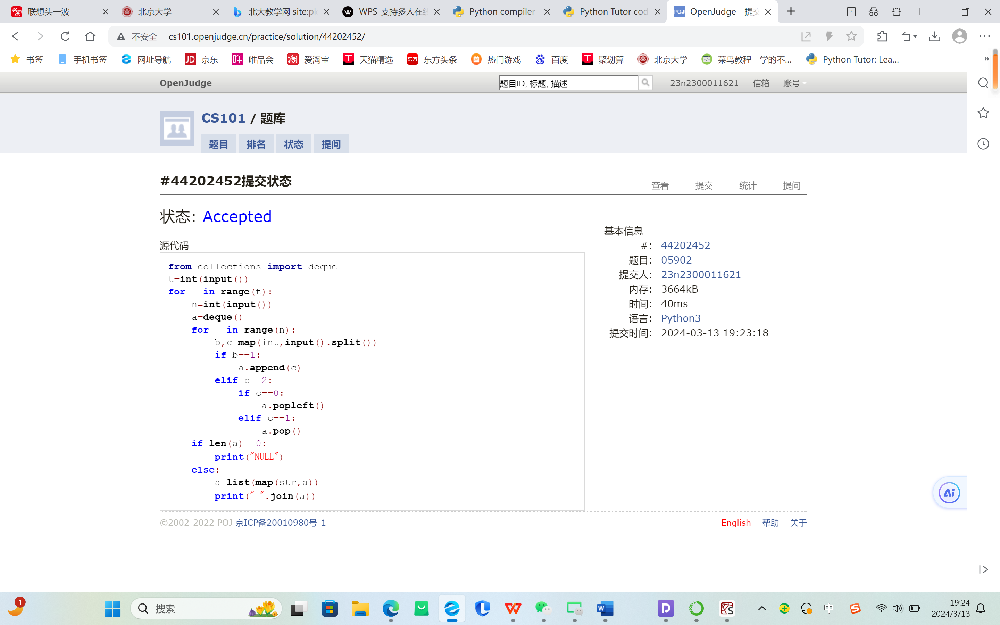 联想头一波
北京大学
北大教学网 site:pk
WPS-支持多人在线
Python compiler
Python Tutor cod
OpenJudge - 提交
7
不安全
cs101.openjudge.cn/practice/solution/44202452/
书签
手机书签
网址导航
京东
唯品会
爱淘宝
天猫精选
东方头条
热门游戏
百度
聚划算
北京大学
菜鸟教程 - 学的不...
Python Tutor: Lea...
»
OpenJudge
题目ID, 标题, 描述
23n2300011621
信箱
账号
CS101 / 题库
题目
排名
状态
提问
#44202452提交状态
查看
提交
统计
提问
状态: Accepted
源代码
from collections import deque
t=int(input())
for _ in range(t):
    n=int(input())
    a=deque()
    for _ in range(n):
        b,c=map(int,input().split())
        if b==1:
            a.append(c)
        elif b==2:
            if c==0:
                a.popleft()
            elif c==1:
                a.pop()
    if len(a)==0:
        print("NULL")
    else:
        a=list(map(str,a))
        print(" ".join(a))
基本信息
#: 44202452
题目: 05902
提交人: 23n2300011621
内存: 3664kB
时间: 40ms
语言: Python3
提交时间: 2024-03-13 19:23:18
Ai
©2002-2022 POJ 京ICP备20010980号-1
English
帮助
关于
1
搜索
中
19:24
2024/3/13